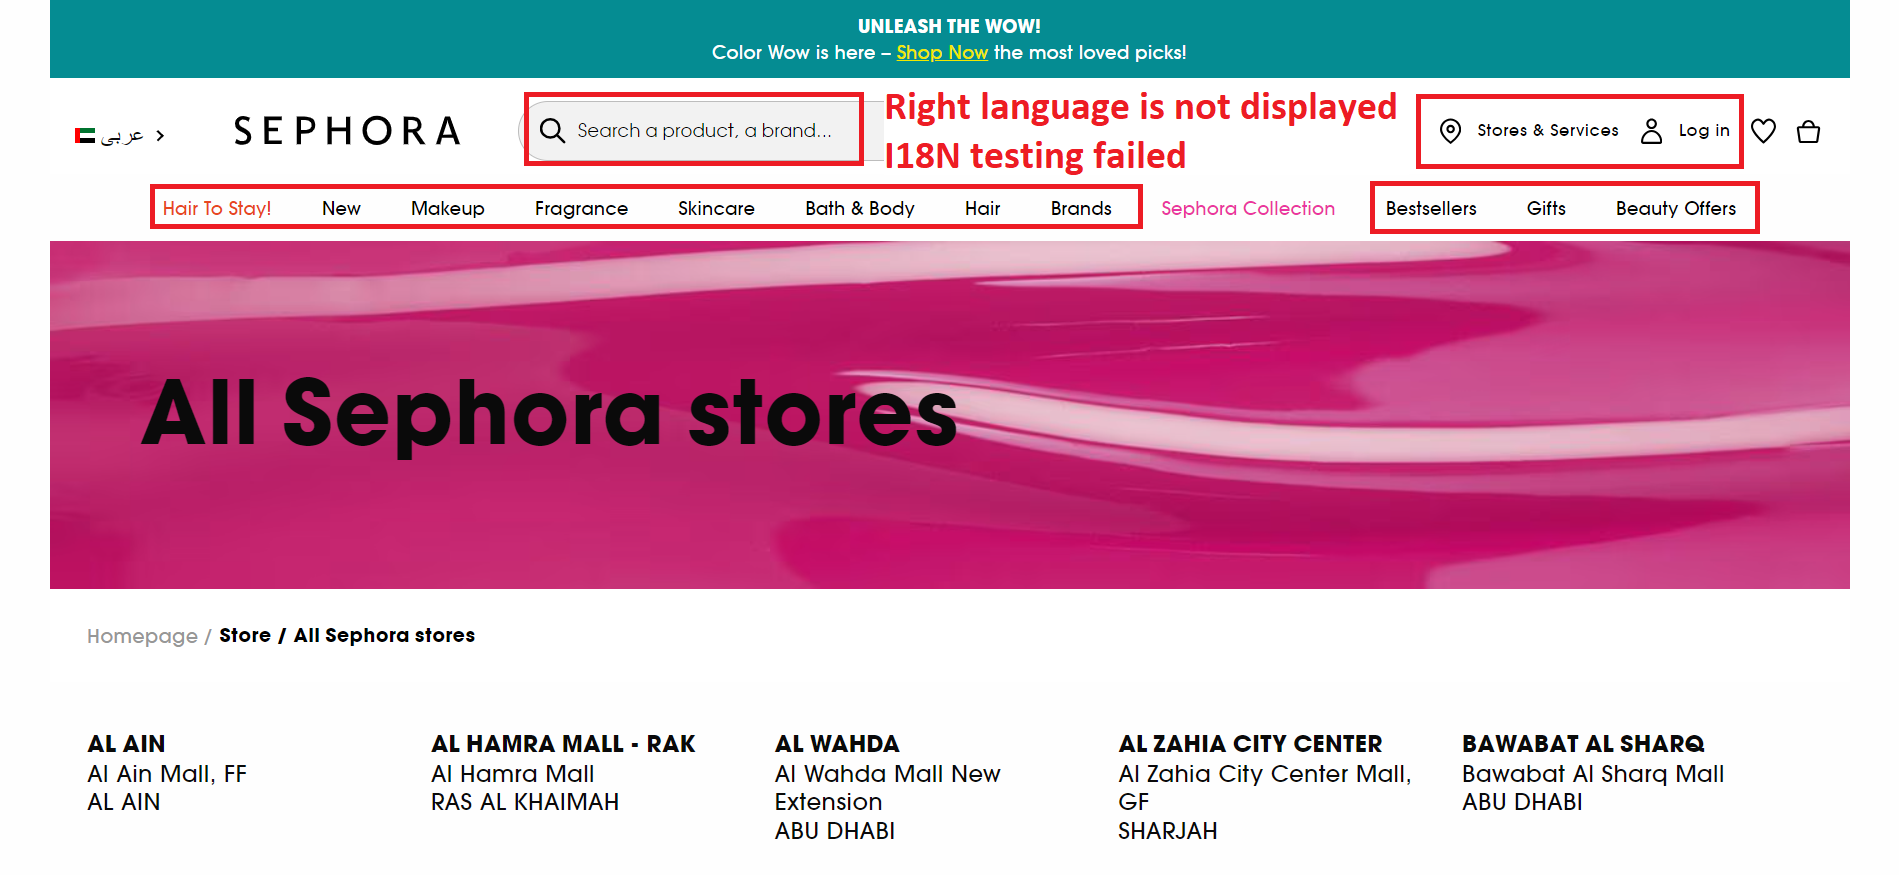 UNLEASH THE WOW!
Color Wow is here – Shop Now the most loved picks!
عربى
SEPHORA
Search a product, a brand...
Right language is not displayed
I18N testing failed
Stores & Services
Log in
Hair To Stay! New Makeup Fragrance Skincare Bath & Body Hair Brands Sephora Collection Bestsellers Gifts Beauty Offers
All Sephora stores
Homepage / Store / All Sephora stores
AL AIN
Al Ain Mall, FF
AL AIN
AL HAMRA MALL - RAK
Al Hamra Mall
RAS AL KHAIMAH
AL WAHDA
Al Wahda Mall New
Extension
ABU DHABI
AL ZAHIA CITY CENTER
Al Zahia City Center Mall,
GF
SHARJAH
BAWABAT AL SHARQ
Bawabat Al Sharq Mall
ABU DHABI